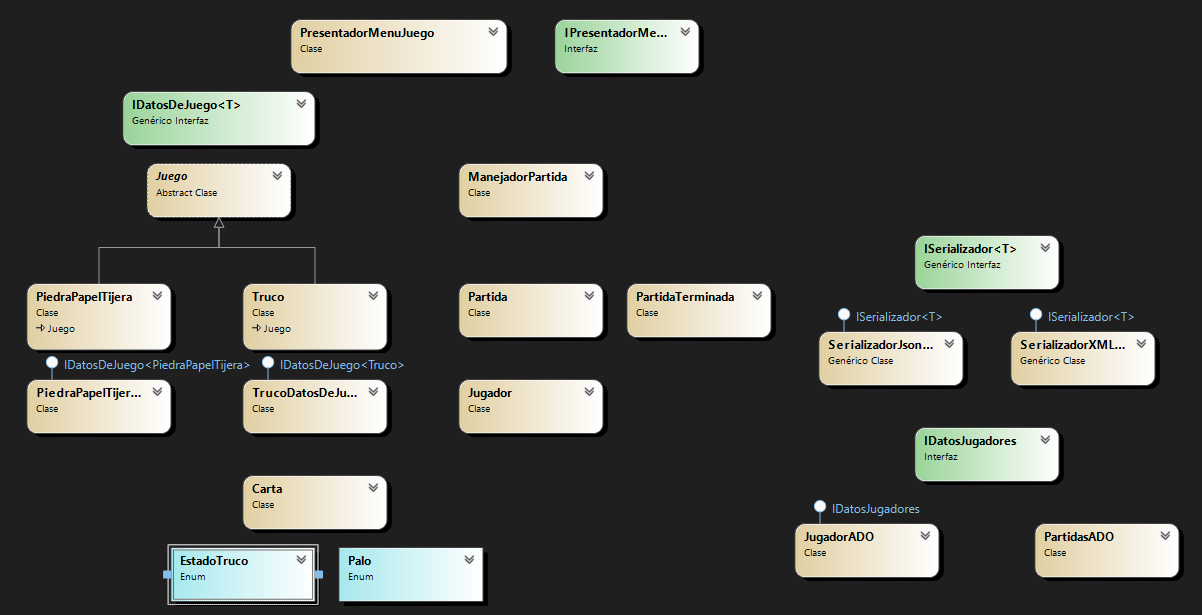 PresentadorMenuJuego
Clase
IPresentadorMe...
Interfaz
IDatosDeJuego<T>
Genérico Interfaz
Juego
Abstract Clase
ManejadorPartida
Clase
ISerializador<T>
Genérico Interfaz
PiedraPapelTijera
Clase
Juego
Truco
Clase
Juego
Partida
Clase
PartidaTerminada
Clase
ISerializador<T>
ISerializador<T>
SerializadorJson...
Genérico Clase
SerializadorXML...
Genérico Clase
IDatosDeJuego<PiedraPapelTijera>
IDatosDeJuego<Truco>
PiedraPapelTijer...
Clase
TrucoDatosDeJu...
Clase
Jugador
Clase
IDatosJugadores
Interfaz
Carta
Clase
IDatosJugadores
JugadorADO
Clase
PartidasADO
Clase
EstadoTruco
Enum
Palo
Enum